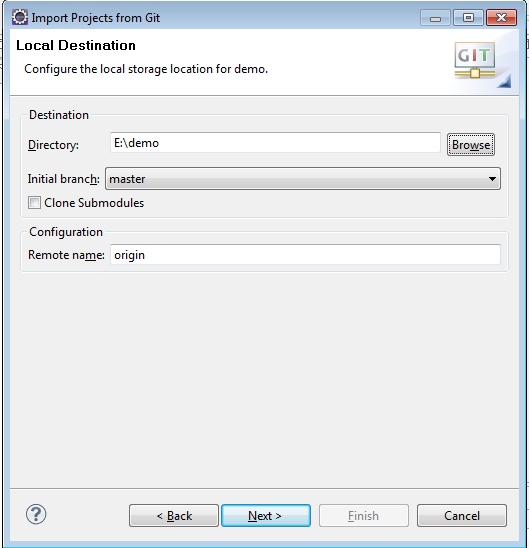 Import Projects from Git
Local Destination
Configure the local storage location for demo.
GIT
Destination
Directory: E:\demo Browse
Initial branch: master
Clone Submodules
Configuration
Remote name: origin
? < Back Next > Finish Cancel